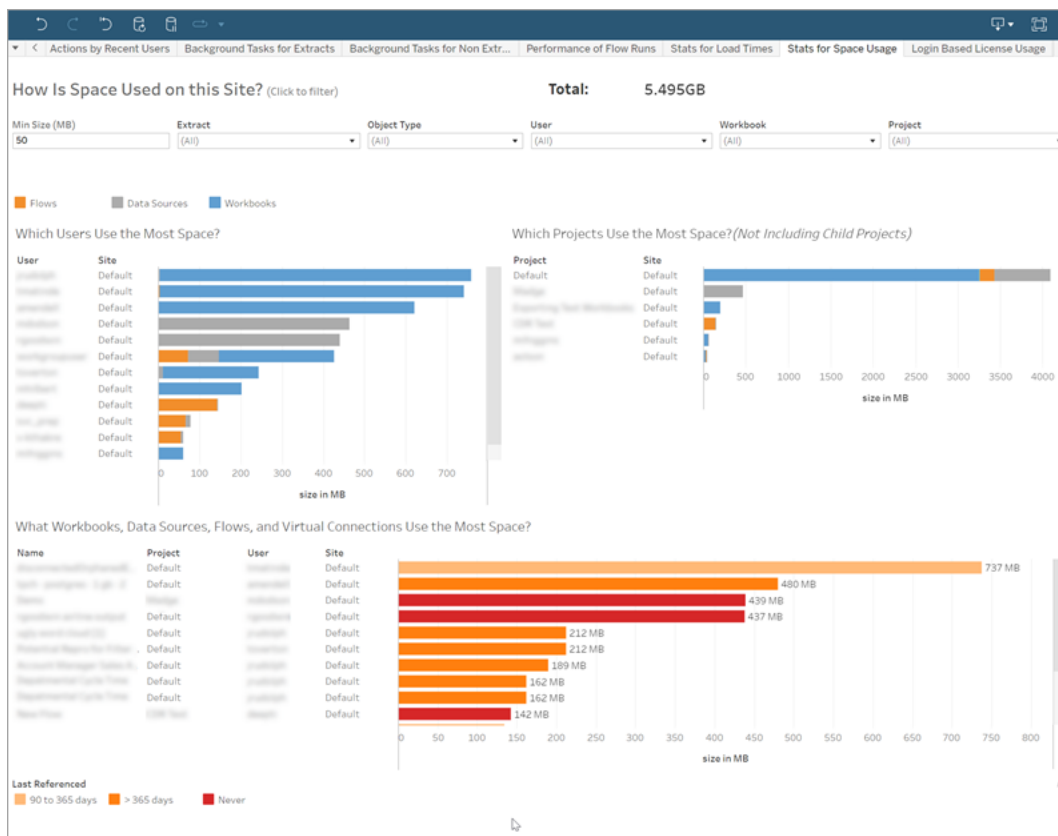 Actions by Recent Users Background Tasks for Extracts Background Tasks for Non Extr... Performance of Flow Runs Stats for Load Times Stats for Space Usage Login Based License Usage
How Is Space Used on this Site? (Click to filter) Total: 5.495GB
Min Size (MB) Extract Object Type User Workbook Project
50 (All) (All) (All) (All) (All)
Flows Data Sources Workbooks
Which Users Use the Most Space?
User Site
Default
Default
Default
Default
Default
Default
Default
Default
Default
Default
Default
Default
0 100 200 300 400 500 600 700
size in MB
Which Projects Use the Most Space?(Not Including Child Projects)
Project Site
Default Default
Default
Default
Default
Default
Default
0 500 1000 1500 2000 2500 3000 3500 4000
size in MB
What Workbooks, Data Sources, Flows, and Virtual Connections Use the Most Space?
Name Project User Site
Default Default 737 MB
Default Default 480 MB
Default 439 MB
Default Default 437 MB
Default Default 212 MB
Default Default 212 MB
Default Default 189 MB
Default Default 162 MB
Default Default 162 MB
Default 142 MB
0 50 100 150 200 250 300 350 400 450 500 550 600 650 700 750 800
size in MB
Last Referenced
90 to 365 days > 365 days Never